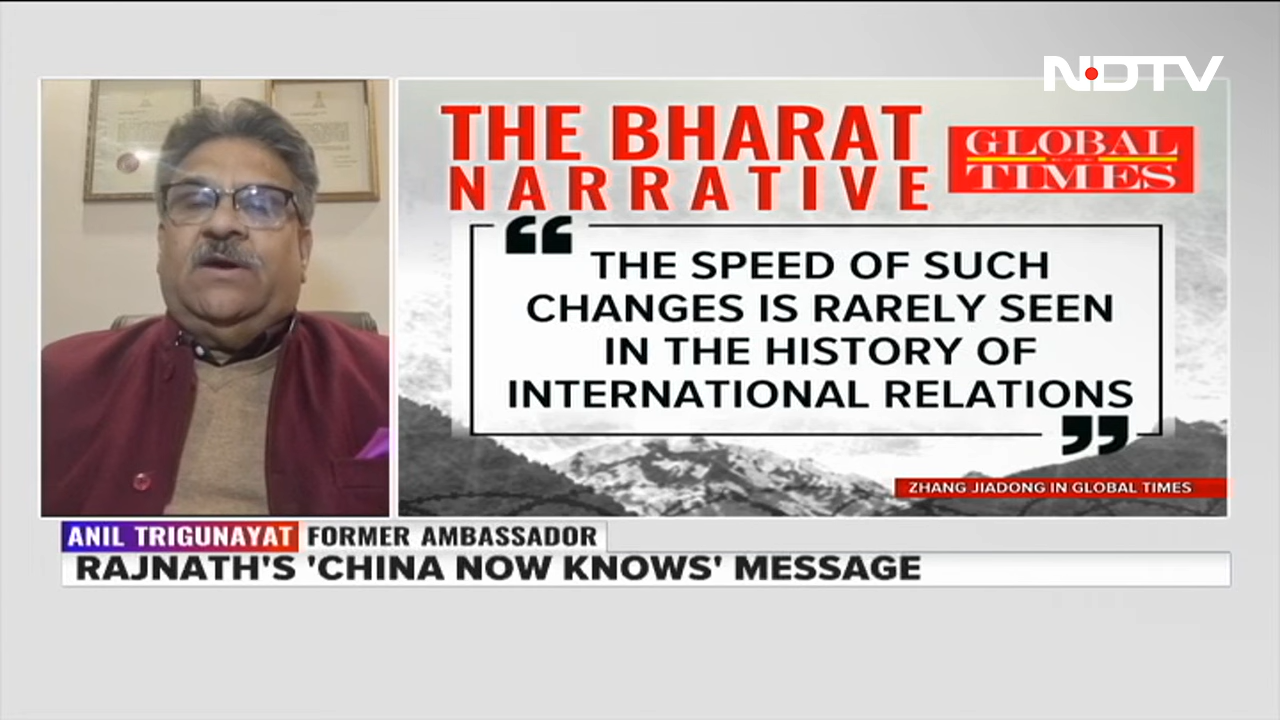 NDTV
THE BHARAT
NARRATIVE
GLOBAL
TIMES
“
THE SPEED OF SUCH
CHANGES IS RARELY SEEN
IN THE HISTORY OF
INTERNATIONAL RELATIONS
”
ZHANG JIADONG IN GLOBAL TIMES
ANIL TRIGUNAYAT FORMER AMBASSADOR
RAJNATH'S 'CHINA NOW KNOWS' MESSAGE